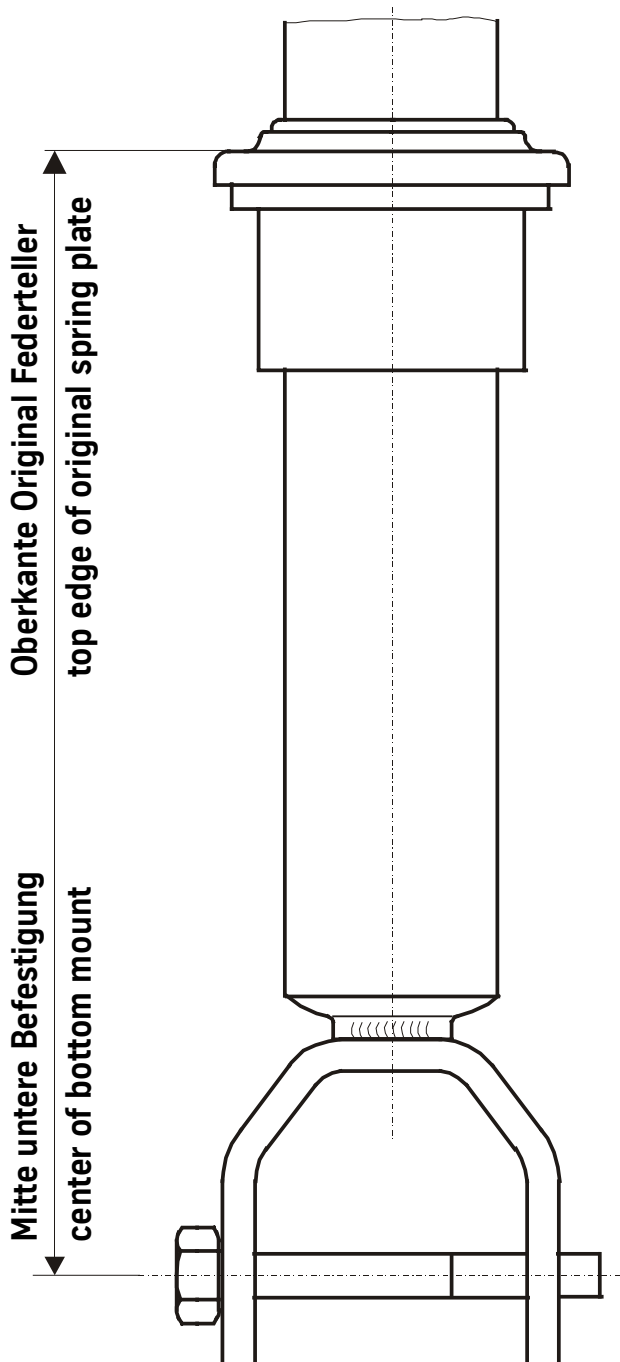 Oberkante Original Federteller
top edge of original spring plate
Mitte untere Befestigung
center of bottom mount